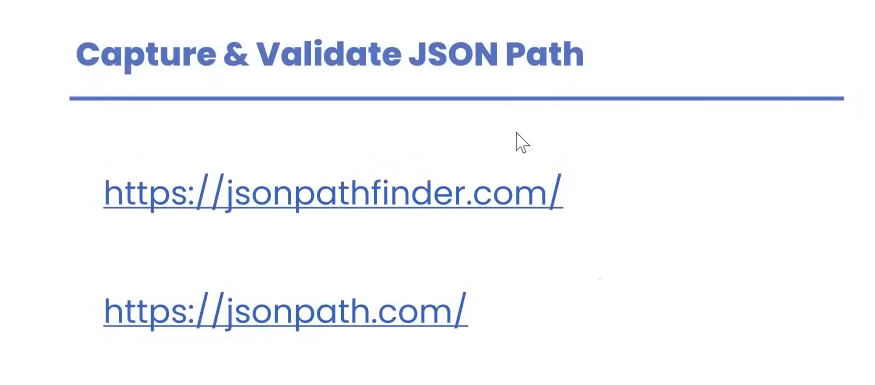 Capture & Validate JSON Path
https://jsonpathfinder.com/
https://jsonpath.com/